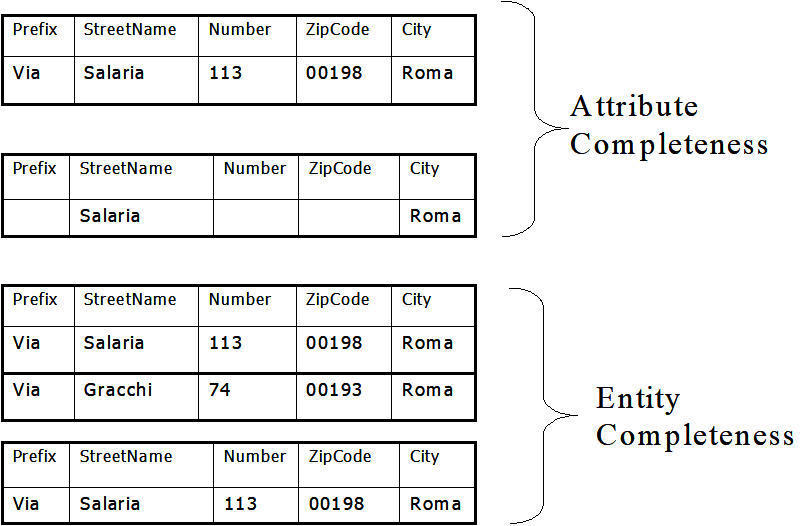 Prefix StreetName Number ZipCode City
Via Salaria 113 00198 Roma
Attribute
Completeness
Prefix StreetName Number ZipCode City
Salaria Roma
Prefix StreetName Number ZipCode City
Via Salaria 113 00198 Roma
Via Gracchi 74 00193 Roma
Entity
Completeness
Prefix StreetName Number ZipCode City
Via Salaria 113 00198 Roma